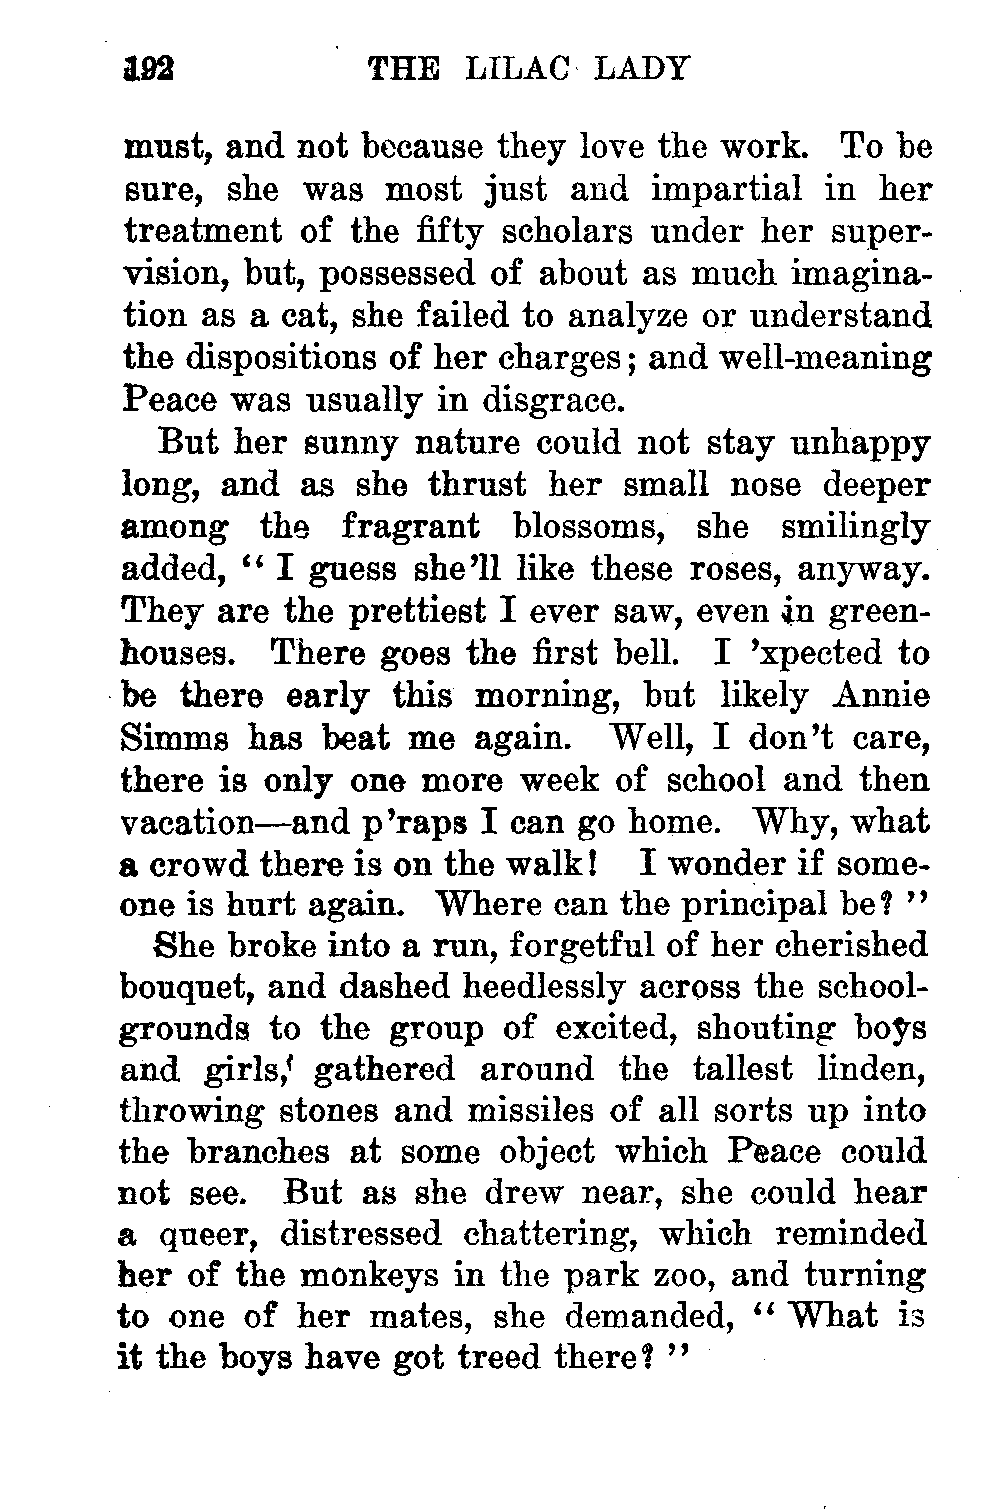 192 THE LILAC LADY
must, and not because they love the work. To be
sure, she was most just and impartial in her
treatment of the fifty scholars under her super-
vision, but, possessed of about as much imagina-
tion as a cat, she failed to analyze or understand
the dispositions of her charges; and well-meaning
Peace was usually in disgrace.
But her sunny nature could not stay unhappy
long, and as she thrust her small nose deeper
among the fragrant blossoms, she smilingly
added, “ I guess she’ll like these roses, anyway.
They are the prettiest I ever saw, even in green-
houses. There goes the first bell. I ’xpected to
be there early this morning, but likely Annie
Simms has beat me again. Well, I don’t care,
there is only one more week of school and then
vacation—and p’raps I can go home. Why, what
a crowd there is on the walk! I wonder if some-
one is hurt again. Where can the principal be? ”
She broke into a run, forgetful of her cherished
bouquet, and dashed heedlessly across the school-
grounds to the group of excited, shouting boys
and girls, gathered around the tallest linden,
throwing stones and missiles of all sorts up into
the branches at some object which Peace could
not see. But as she drew near, she could hear
a queer, distressed chattering, which reminded
her of the monkeys in the park zoo, and turning
to one of her mates, she demanded, “ What is
it the boys have got treed there? ”